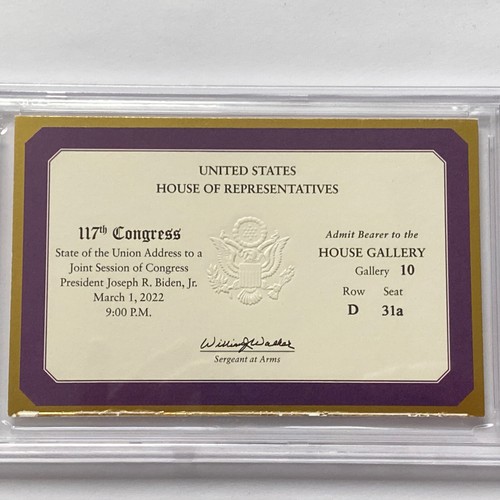 UNITED STATES
HOUSE OF REPRESENTATIVES
117th Congress
State of the Union Address to a
Joint Session of Congress
President Joseph R. Biden, Jr.
March 1, 2022
9:00 P.M.
Admit Bearer to the
HOUSE GALLERY
Gallery 10
Row Seat
D 31a
William J Walker
Sergeant at Arms